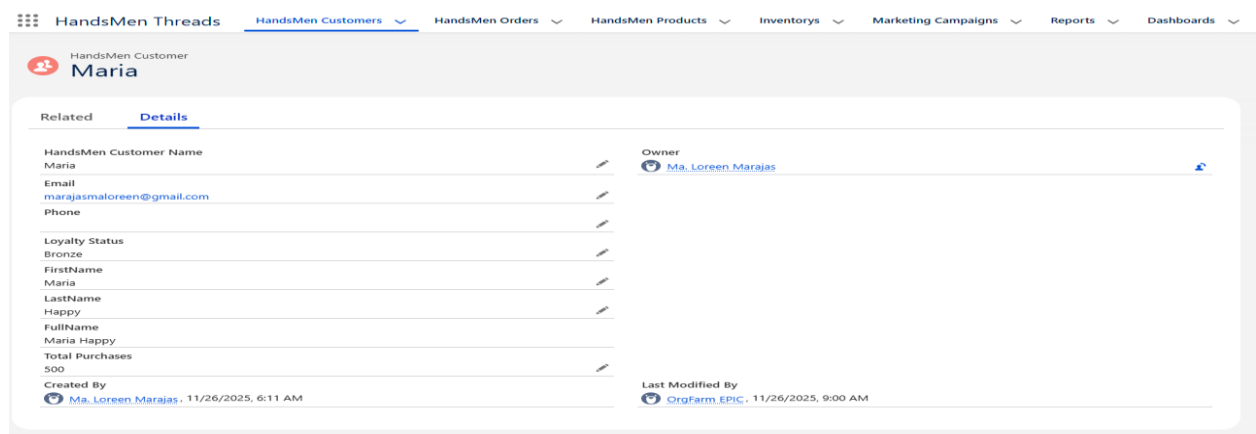 HandsMen Threads HandsMen Customers HandsMen Orders HandsMen Products Inventorys Marketing Campaigns Reports Dashboards
HandsMen Customer
Maria
Related Details
HandsMen Customer Name
Maria
Owner
Ma. Loreen Marajas
Email
marajasmaloreen@gmail.com
Phone
Loyalty Status
Bronze
FirstName
Maria
LastName
Happy
FullName
Maria Happy
Total Purchases
500
Created By
Ma. Loreen Marajas, 11/26/2025, 6:11 AM
Last Modified By
OrgFarm EPIC, 11/26/2025, 9:00 AM